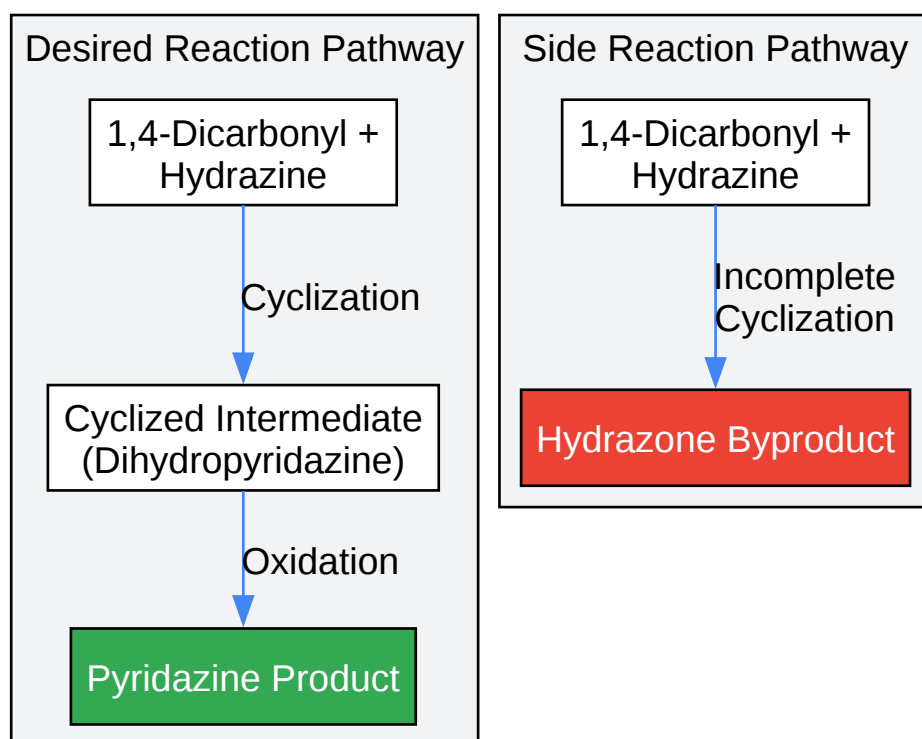 Desired Reaction Pathway
1,4-Dicarbonyl +
Hydrazine
Cyclization
Cyclized Intermediate
(Dihydropyridazine)
Oxidation
Pyridazine Product
Side Reaction Pathway
1,4-Dicarbonyl +
Hydrazine
Incomplete
Cyclization
Hydrazone Byproduct